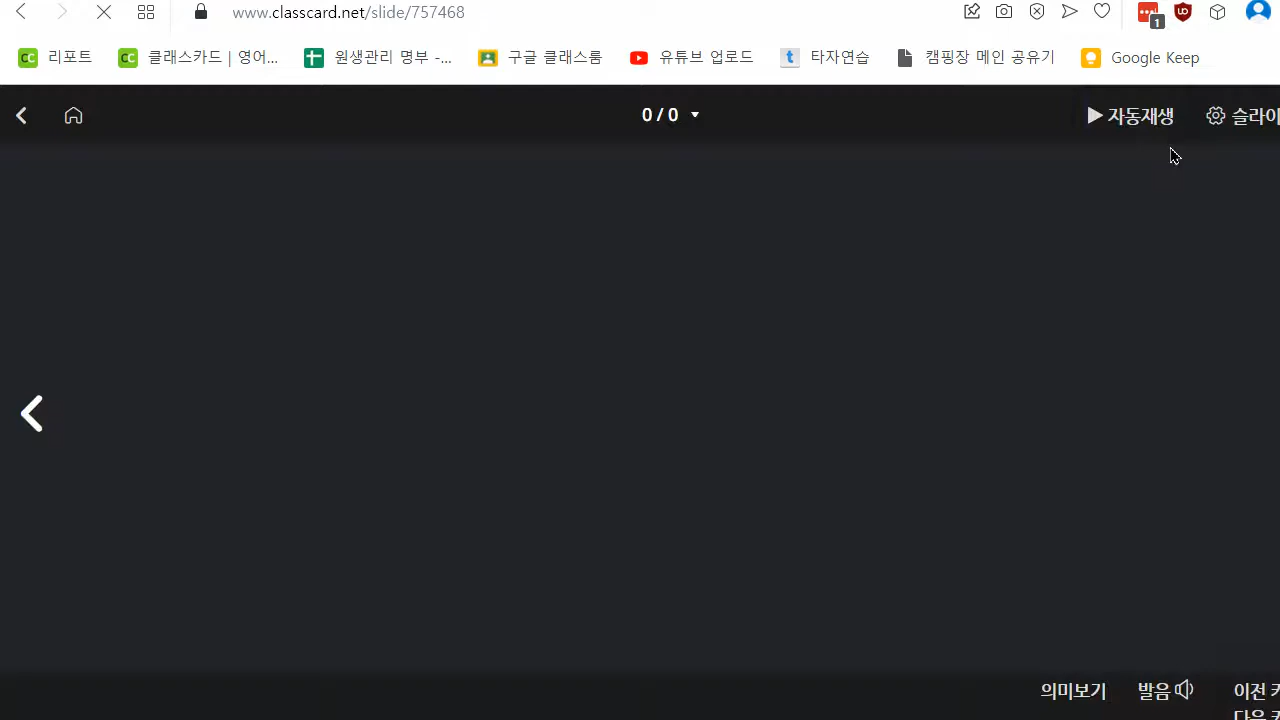 www.classcard.net/slide/757468
1
리포트
클래스카드 | 영어...
원생관리 명부 -...
구글 클래스룸
유튜브 업로드
타자연습
캠핑장 메인 공유기
Google Keep
0 / 0
자동재생
슬라이
의미보기
발음
이전
다음